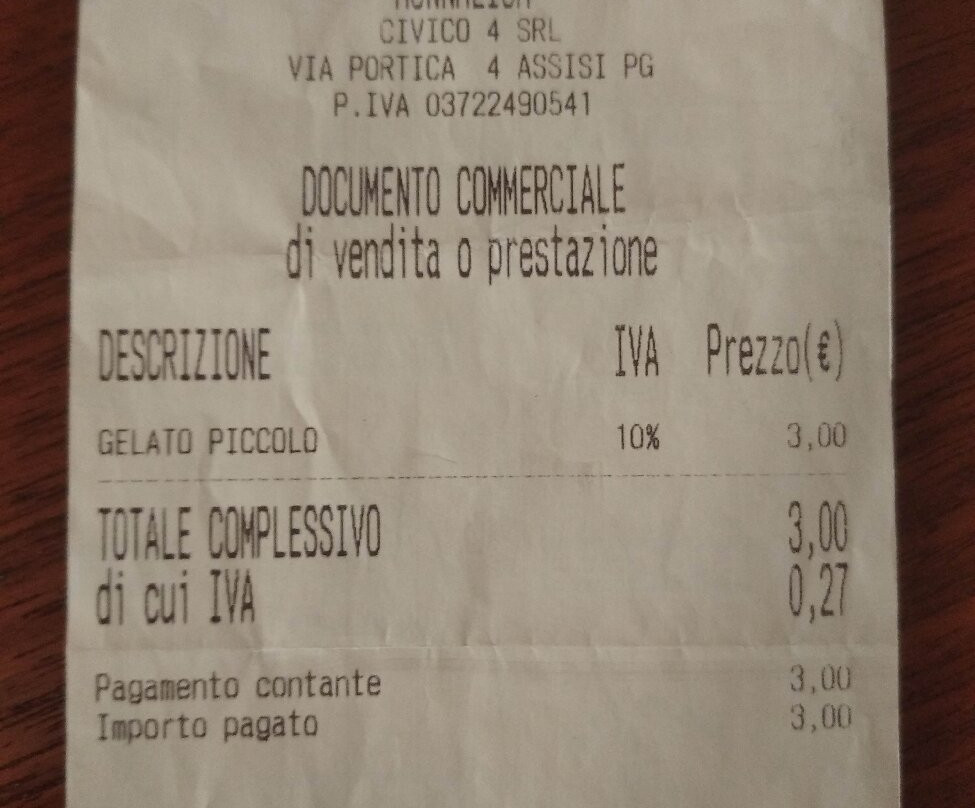 CIVICO 4 SRL
VIA PORTICA 4 ASSISI PG
P.IVA 03722490541
DOCUMENTO COMMERCIALE
di vendita o prestazione
DESCRIZIONE IVA Prezzo(€)
GELATO PICCOLO 10% 3,00
TOTALE COMPLESSIVO 3,00
di cui IVA 0,27
Pagamento contante 3,00
Importo pagato 3,00